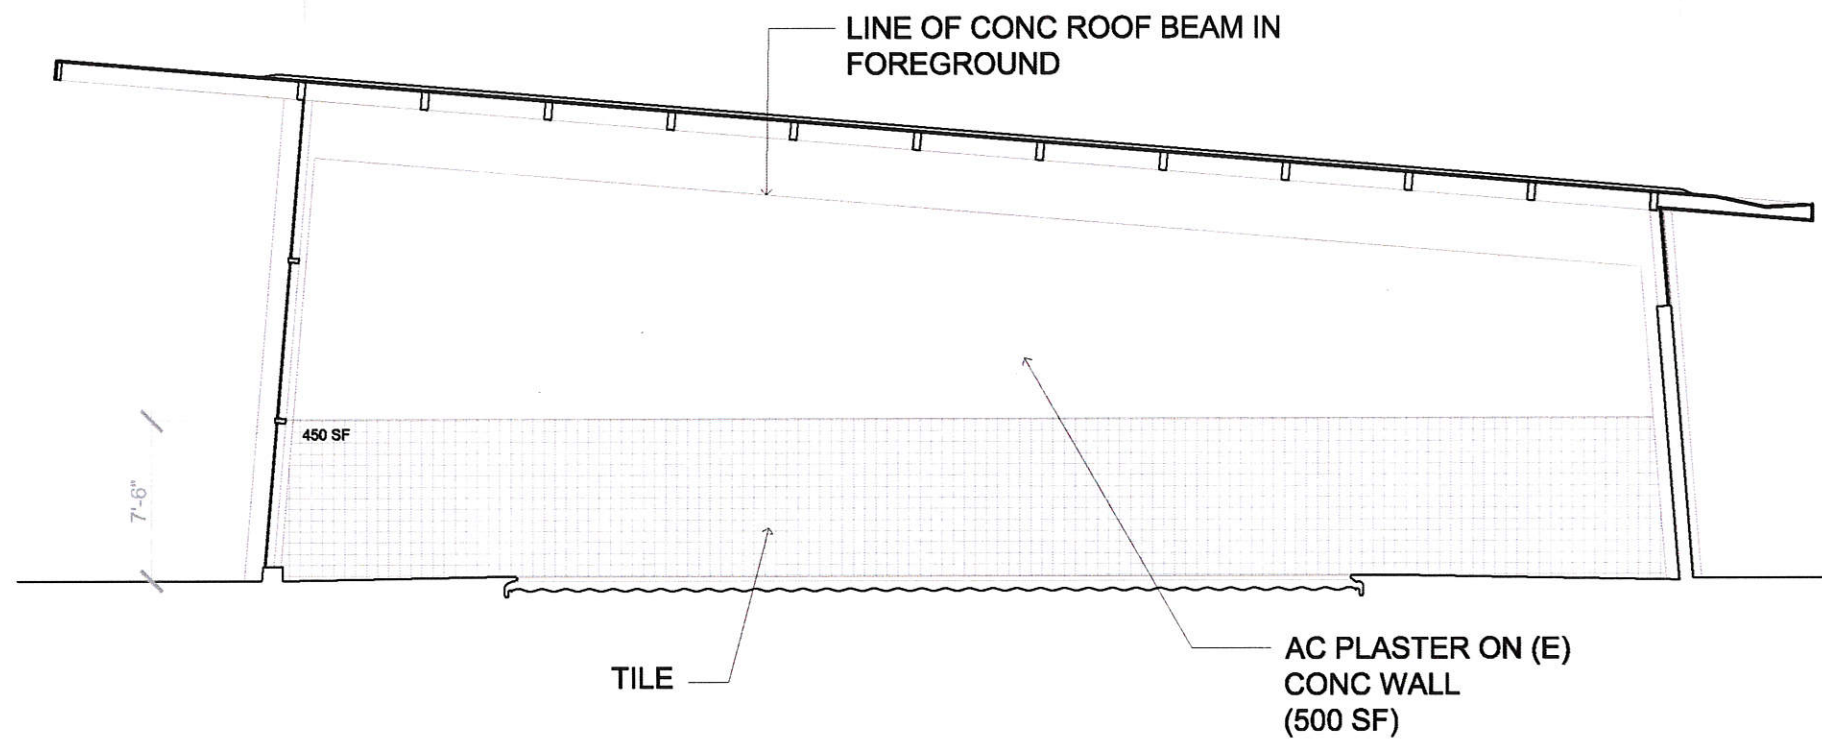 LINE OF CONC ROOF BEAM IN
FOREGROUND
450 SF
7'-6"
TILE
AC PLASTER ON (E)
CONC WALL
(500 SF)